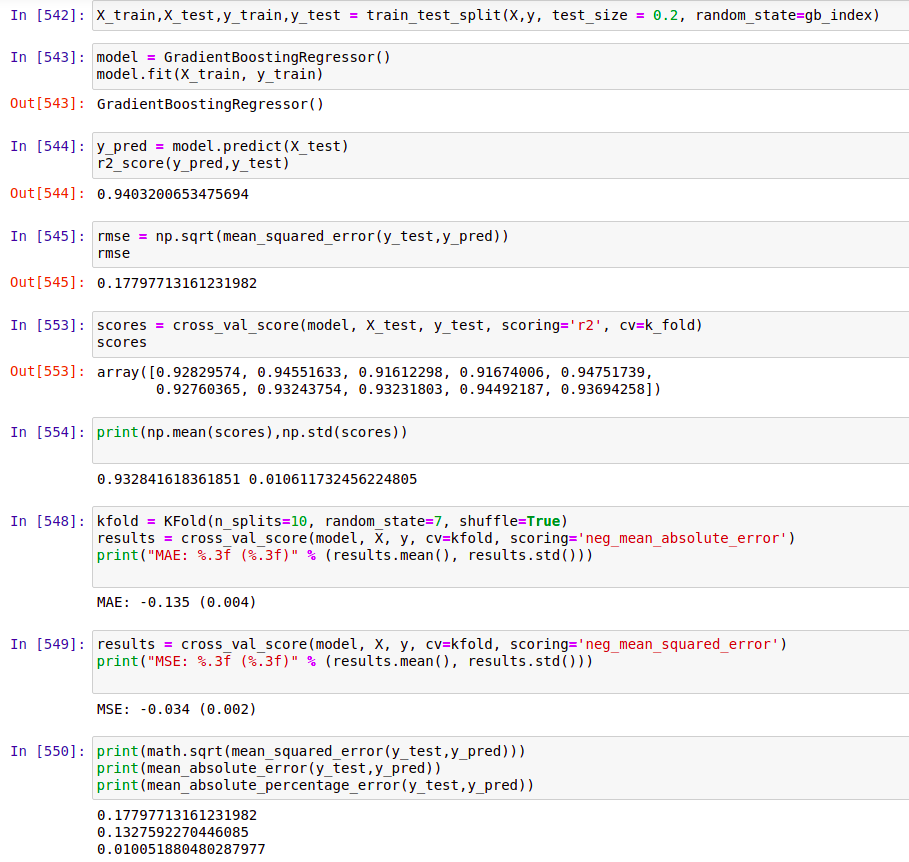 In [542]: X_train,X_test,y_train,y_test = train_test_split(X,y, test_size = 0.2, random_state=gb_index)
In [543]: model = GradientBoostingRegressor()
model.fit(X_train, y_train)
Out[543]: GradientBoostingRegressor()
In [544]: y_pred = model.predict(X_test)
r2_score(y_pred,y_test)
Out[544]: 0.9403200653475694
In [545]: rmse = np.sqrt(mean_squared_error(y_test,y_pred))
rmse
Out[545]: 0.17797713161231982
In [553]: scores = cross_val_score(model, X_test, y_test, scoring='r2', cv=k_fold)
scores
Out[553]: array([0.92829574, 0.94551633, 0.91612298, 0.91674006, 0.94751739,
0.92760365, 0.93243754, 0.93231803, 0.94492187, 0.93694258])
In [554]: print(np.mean(scores),np.std(scores))
0.932841618361851 0.010611732456224805
In [548]: kfold = KFold(n_splits=10, random_state=7, shuffle=True)
results = cross_val_score(model, X, y, cv=kfold, scoring='neg_mean_absolute_error')
print("MAE: %.3f (%.3f)" % (results.mean(), results.std()))
MAE: -0.135 (0.004)
In [549]: results = cross_val_score(model, X, y, cv=kfold, scoring='neg_mean_squared_error')
print("MSE: %.3f (%.3f)" % (results.mean(), results.std()))
MSE: -0.034 (0.002)
In [550]: print(math.sqrt(mean_squared_error(y_test,y_pred)))
print(mean_absolute_error(y_test,y_pred))
print(mean_absolute_percentage_error(y_test,y_pred))
0.17797713161231982
0.1327592270446085
0.010051880480287977